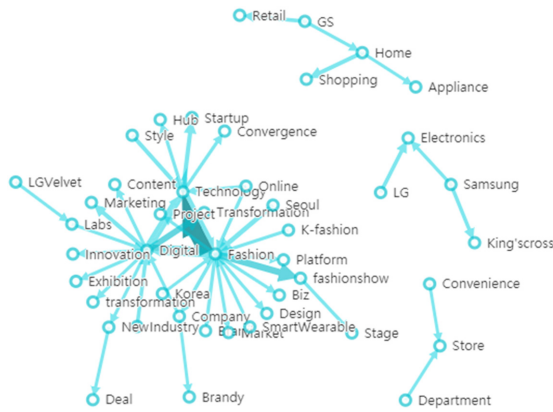 Retail
GS
Home
Shopping
Appliance
Hub
Startup
Style
Convergence
Electronics
LGVelvet
Content
Technology
Online
LG
Samsung
Marketing
Project
Transformation
Seoul
Labs
K-fashion
King'scross
Innovation
Digital
Fashion
Platform
fashionshow
Exhibition
Korea
Biz
Convenience
transformation
Company
Design
NewIndustry
Market
SmartWearable
Stage
Store
Deal
Brandy
Department